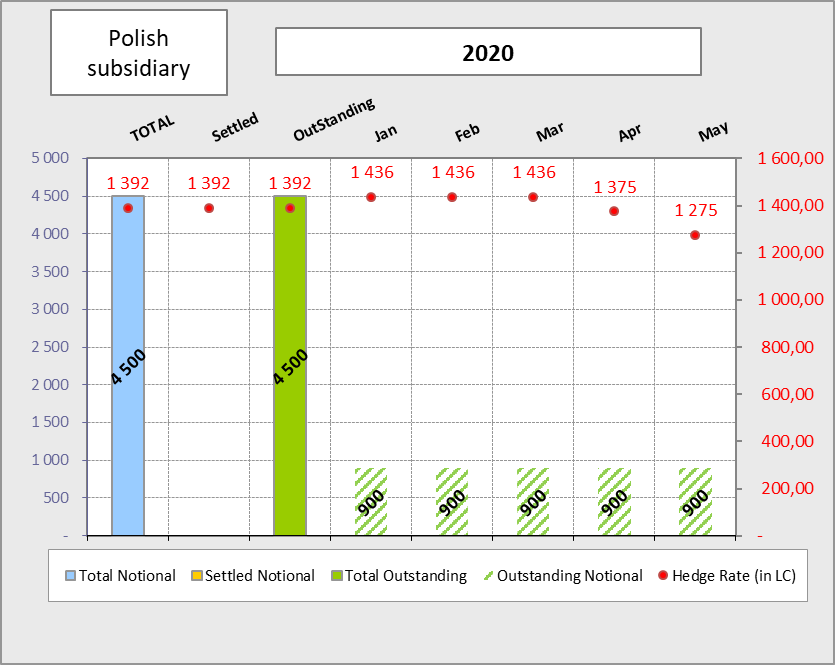 Polish
subsidiary
2020
TOTAL Settled OutStanding Jan Feb Mar Apr May
5 000 1 600,00
1 392 1 392 1 392 1 436 1 436 1 436 1 375 1 275
4 500 1 400,00
4 000 1 200,00
3 500
3 000 1 000,00
2 500 800,00
4 500 4 500
2 000 600,00
1 500 400,00
1 000 200,00
500
900 900 900 900 900
- -
Total Notional Settled Notional Total Outstanding Outstanding Notional Hedge Rate (in LC)